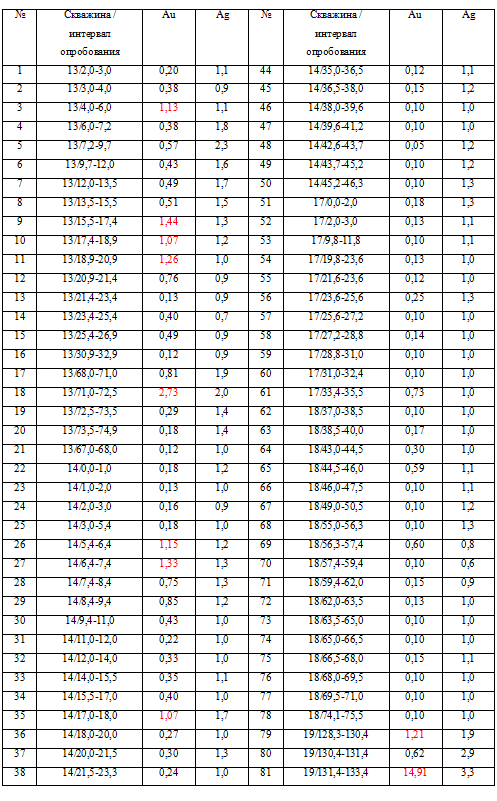 № Скважина / Au Ag № Скважина / Au Ag
интервал интервал
опробования опробования
1 13/2,0-3,0 0,20 1,1 44 14/35,0-36,5 0,12 1,1
2 13/3,0-4,0 0,38 0,9 45 14/36,5-38,0 0,15 1,2
3 13/4,0-6,0 1,13 1,1 46 14/38,0-39,6 0,10 1,0
4 13/6,0-7,2 0,38 1,8 47 14/39,6-41,2 0,10 1,0
5 13/7,2-9,7 0,57 2,3 48 14/42,6-43,7 0,05 1,2
6 13/9,7-12,0 0,43 1,6 49 14/43,7-45,2 0,10 1,2
7 13/12,0-13,5 0,49 1,7 50 14/45,2-46,3 0,10 1,3
8 13/13,5-15,5 0,51 1,5 51 17/0,0-2,0 0,18 1,3
9 13/15,5-17,4 1,44 1,3 52 17/2,0-3,0 0,13 1,1
10 13/17,4-18,9 1,07 1,2 53 17/9,8-11,8 0,10 1,1
11 13/18,9-20,9 1,26 1,0 54 17/19,8-23,6 0,13 1,0
12 13/20,9-21,4 0,76 0,9 55 17/21,6-23,6 0,12 1,0
13 13/21,4-23,4 0,13 0,9 56 17/23,6-25,6 0,25 1,3
14 13/23,4-25,4 0,40 0,7 57 17/25,6-27,2 0,10 1,0
15 13/25,4-26,9 0,49 0,9 58 17/27,2-28,8 0,14 1,0
16 13/30,9-32,9 0,12 0,9 59 17/28,8-31,0 0,10 1,0
17 13/68,0-71,0 0,81 1,9 60 17/31,0-32,4 0,10 1,0
18 13/71,0-72,5 2,73 2,0 61 17/33,4-35,5 0,73 1,0
19 13/72,5-73,5 0,29 1,4 62 18/37,0-38,5 0,10 1,0
20 13/73,5-74,9 0,18 1,4 63 18/38,5-40,0 0,17 1,0
21 13/67,0-68,0 0,12 1,0 64 18/43,0-44,5 0,30 1,0
22 14/0,0-1,0 0,18 1,2 65 18/44,5-46,0 0,59 1,1
23 14/1,0-2,0 0,13 1,0 66 18/46,0-47,5 0,10 1,1
24 14/2,0-3,0 0,16 0,9 67 18/49,0-50,5 0,10 1,2
25 14/3,0-5,4 0,18 1,0 68 18/55,0-56,3 0,10 1,3
26 14/5,4-6,4 1,15 1,2 69 18/56,3-57,4 0,60 0,8
27 14/6,4-7,4 1,33 1,3 70 18/57,4-59,4 0,10 0,6
28 14/7,4-8,4 0,75 1,3 71 18/59,4-62,0 0,15 0,9
29 14/8,4-9,4 0,85 1,2 72 18/62,0-63,5 0,13 1,0
30 14/9,4-11,0 0,43 1,0 73 18/63,5-65,0 0,10 1,0
31 14/11,0-12,0 0,22 1,0 74 18/65,0-66,5 0,10 1,0
32 14/12,0-14,0 0,33 1,0 75 18/66,5-68,0 0,15 1,1
33 14/14,0-15,5 0,35 1,1 76 18/68,0-69,5 0,10 1,0
34 14/15,5-17,0 0,40 1,0 77 18/69,5-71,0 0,10 1,0
35 14/17,0-18,0 1,07 1,7 78 18/74,1-75,5 0,10 1,0
36 14/18,0-20,0 0,27 1,0 79 19/128,3-130,4 1,21 1,9
37 14/20,0-21,5 0,30 1,3 80 19/130,4-131,4 0,62 2,9
38 14/21,5-23,3 0,24 1,0 81 19/131,4-133,4 14,91 3,3